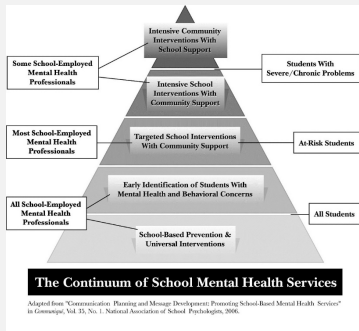 Intensive Community
Interventions With
School Support
Some School-Employed
Mental Health
Professionals
Students With
Severe/Chronic Problems
Intensive School
Interventions With
Community Support
Most School-Employed
Mental Health
Professionals
Targeted School Interventions
With Community Support
At-Risk Students
Early Identification of Students With
Mental Health and Behavioral Concerns
All School-Employed
Mental Health
Professionals
All Students
School-Based Prevention &
Universal Interventions
The Continuum of School Mental Health Services
Adapted from "Communication Planning and Message Development: Promoting School-Based Mental Health Services"
in Communiqué, Vol. 35, No. 1. National Association of School Psychologists, 2006.